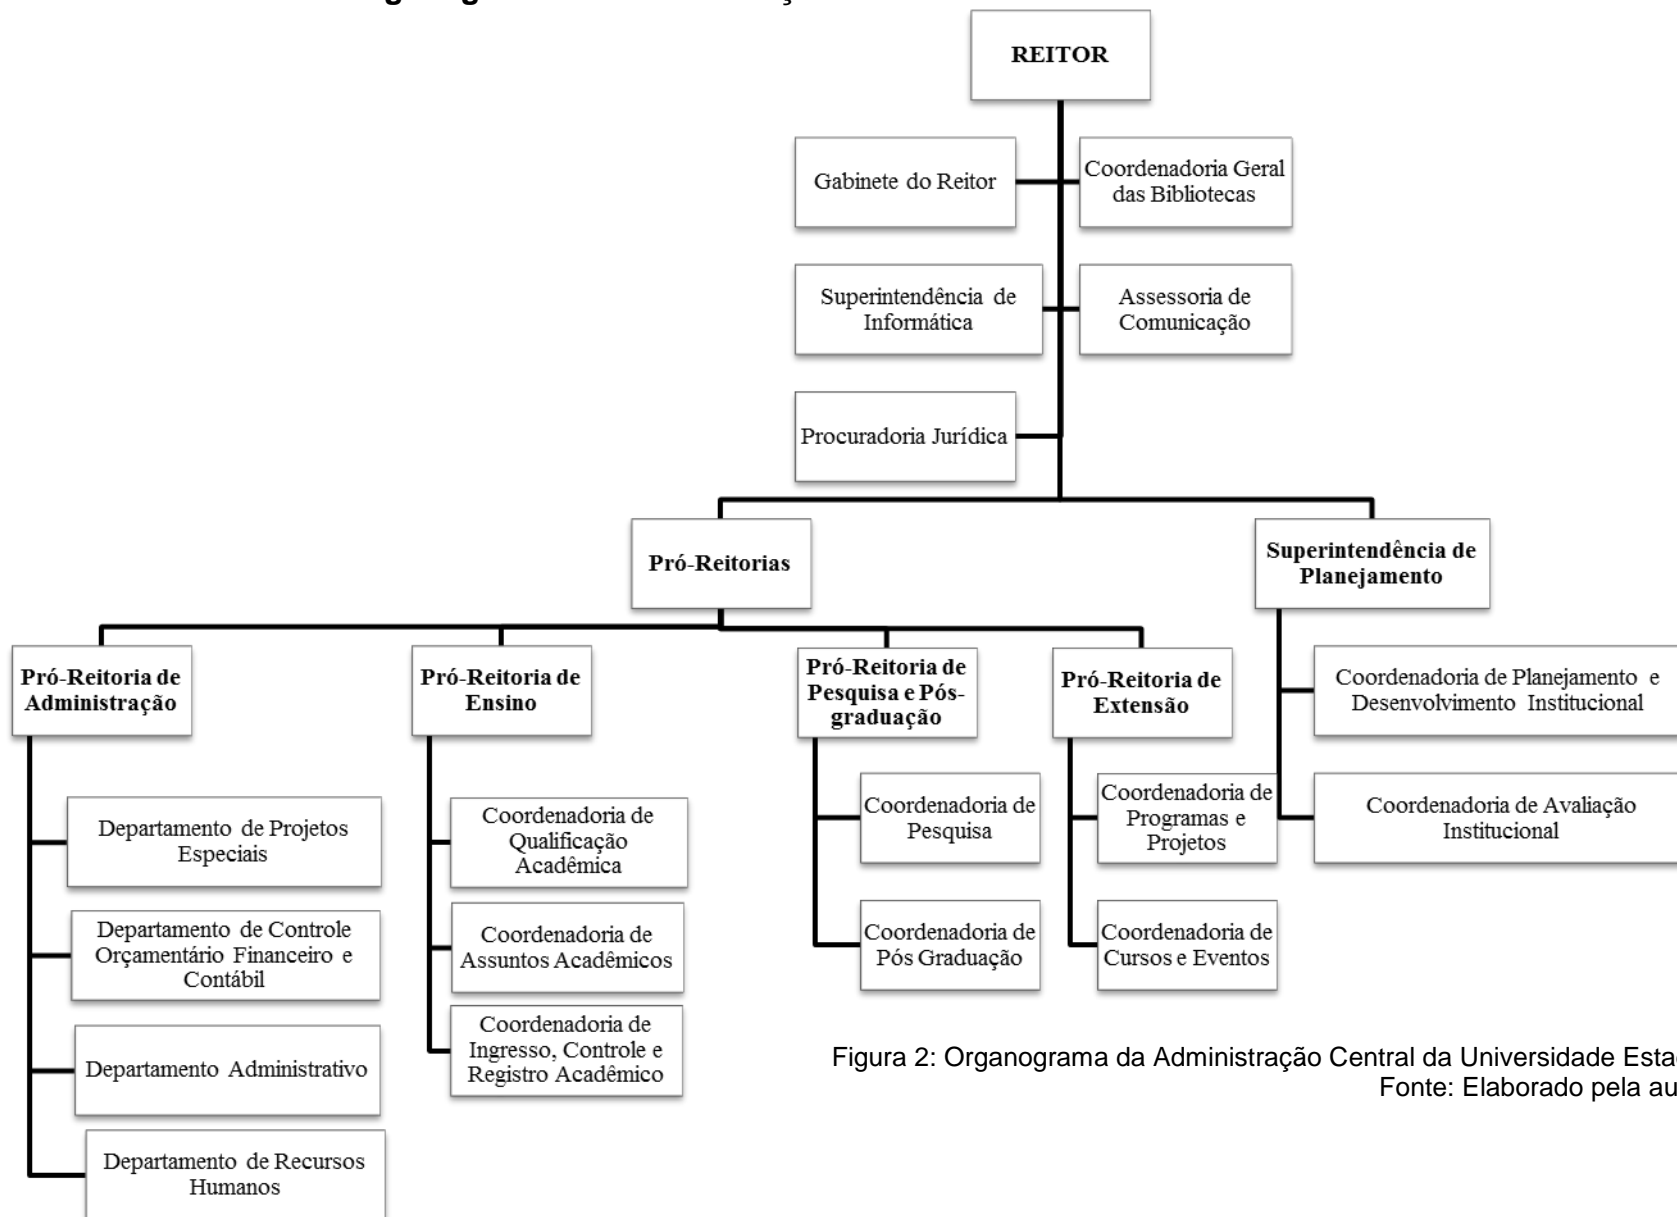 REITOR
Gabinete do Reitor
Coordenadoria Geral
das Bibliotecas
Superintendência de
Informática
Assessoria de
Comunicação
Procuradoria Jurídica
Pró-Reitorias
Superintendência de
Planejamento
Pró-Reitoria de
Administração
Pró-Reitoria de
Ensino
Pró-Reitoria de
Pesquisa e Pós-
graduação
Pró-Reitoria de
Extensão
Coordenadoria de Planejamento e
Desenvolvimento Institucional
Departamento de Projetos
Especiais
Coordenadoria de
Qualificação
Acadêmica
Coordenadoria de
Pesquisa
Coordenadoria de
Programas e
Projetos
Coordenadoria de Avaliação
Institucional
Departamento de Controle
Orçamentário Financeiro e
Contábil
Coordenadoria de
Assuntos Acadêmicos
Coordenadoria de
Pós Graduação
Coordenadoria de
Cursos e Eventos
Departamento Administrativo
Coordenadoria de
Ingresso, Controle e
Registro Acadêmico
Departamento de Recursos
Humanos
Figura 2: Organograma da Administração Central da Universidade
Fonte: Elaborado pela